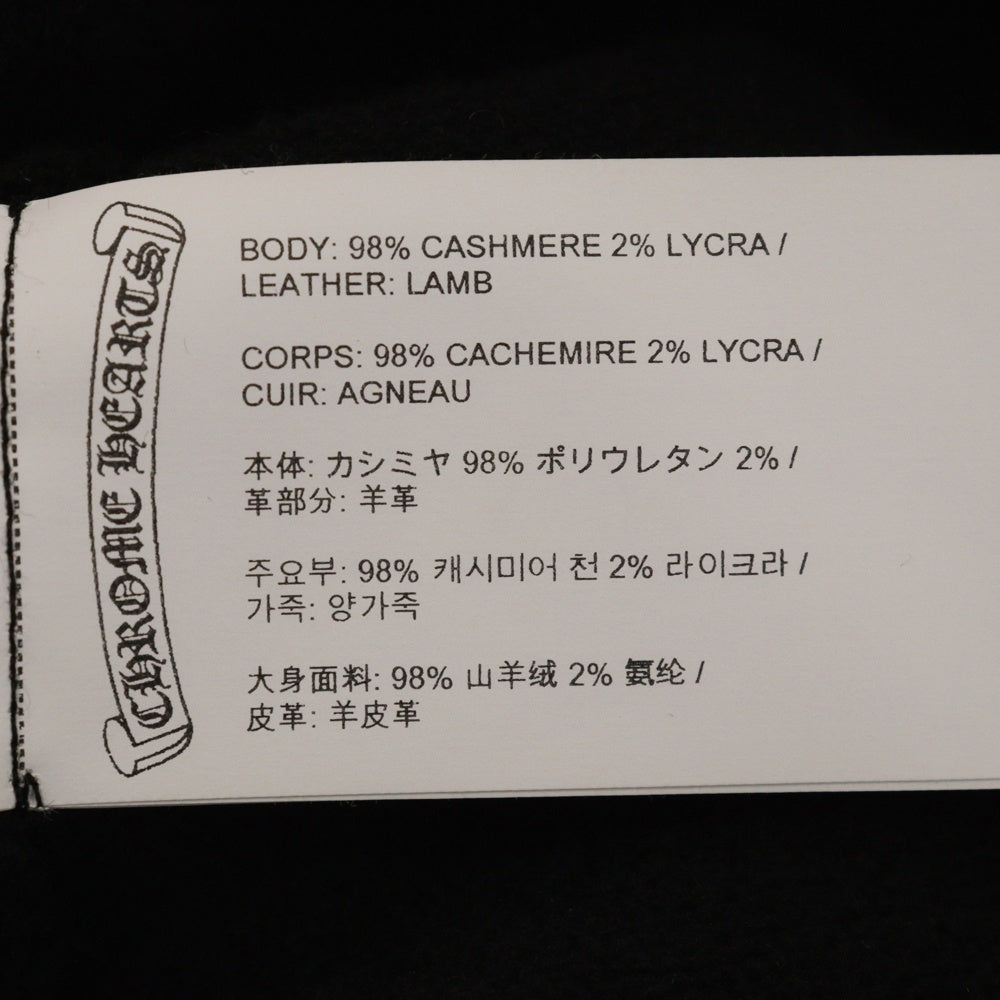 CHROME HEARTS
BODY: 98% CASHMERE 2% LYCRA /
LEATHER: LAMB
CORPS: 98% CACHEMIRE 2% LYCRA /
CUIR: AGNEAU
本体: カシミヤ 98% ポリウレタン 2% /
革部分: 羊革
주요부: 98% 캐시미어 천 2% 라이크라 /
가죽: 양가죽
大身面料: 98% 山羊绒 2% 氨纶 /
皮革: 羊皮革